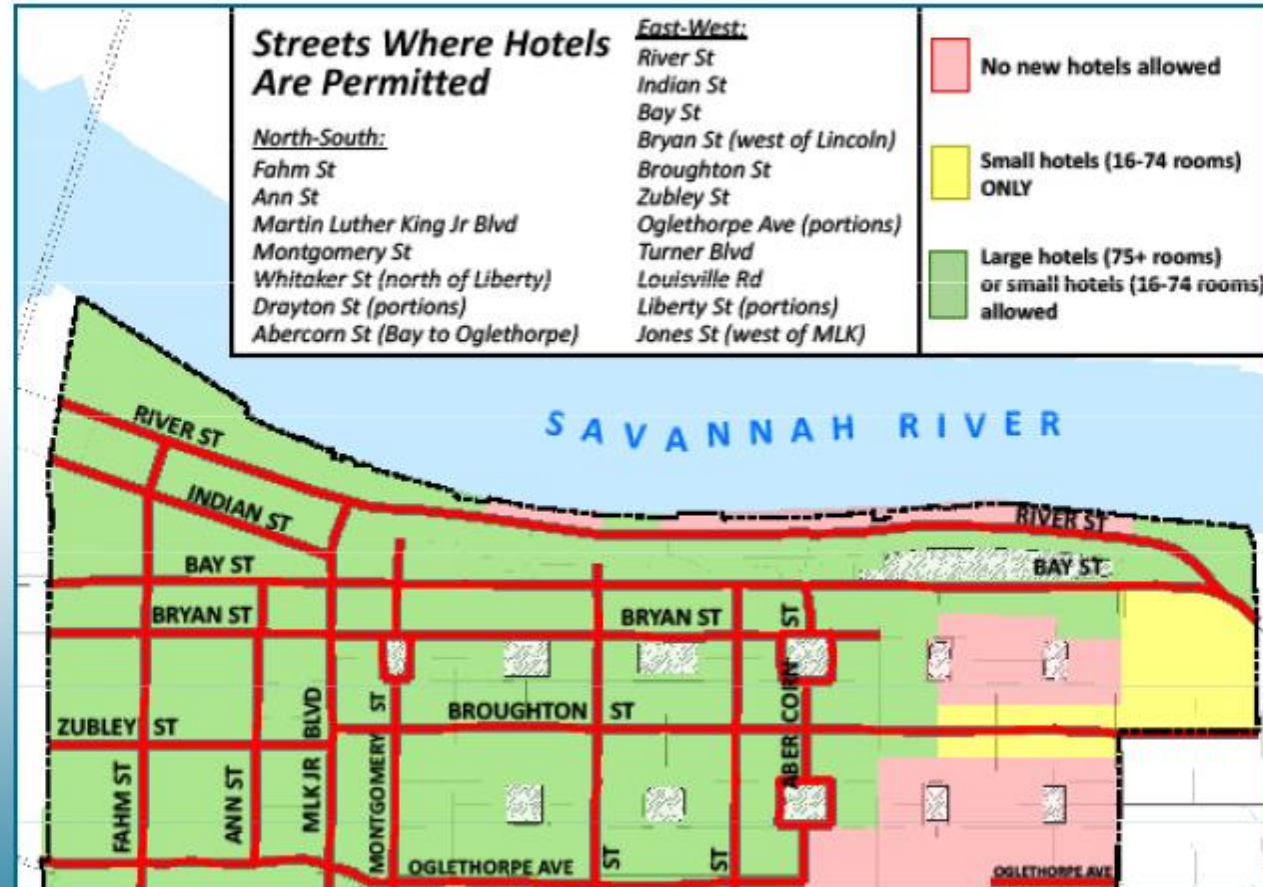 Streets Where Hotels
Are Permitted
North-South:
Fahm St
Ann St
Martin Luther King Jr Blvd
Montgomery St
Whitaker St (north of Liberty)
Drayton St (portions)
Abercorn St (Bay to Oglethorpe)
East-West:
River St
Indian St
Bay St
Bryan St (west of Lincoln)
Broughton St
Zubley St
Oglethorpe Ave (portions)
Turner Blvd
Louisville Rd
Liberty St (portions)
Jones St (west of MLK)
No new hotels allowed
Small hotels (16-74 rooms)
ONLY
Large hotels (75+ rooms)
or small hotels (16-74 rooms)
allowed
SAVANNAH RIVER
RIVER ST
INDIAN ST
RIVER ST
BAY ST
BAY ST
BRYAN ST
BRYAN ST
ZUBLEY ST
BROUGHTON ST
FAHM ST
ANN ST
MLK JR BLVD
MONTGOMERY ST
ST
ST
ABERCORN ST
OGLETHORPE AVE
OGLETHORPE AVE